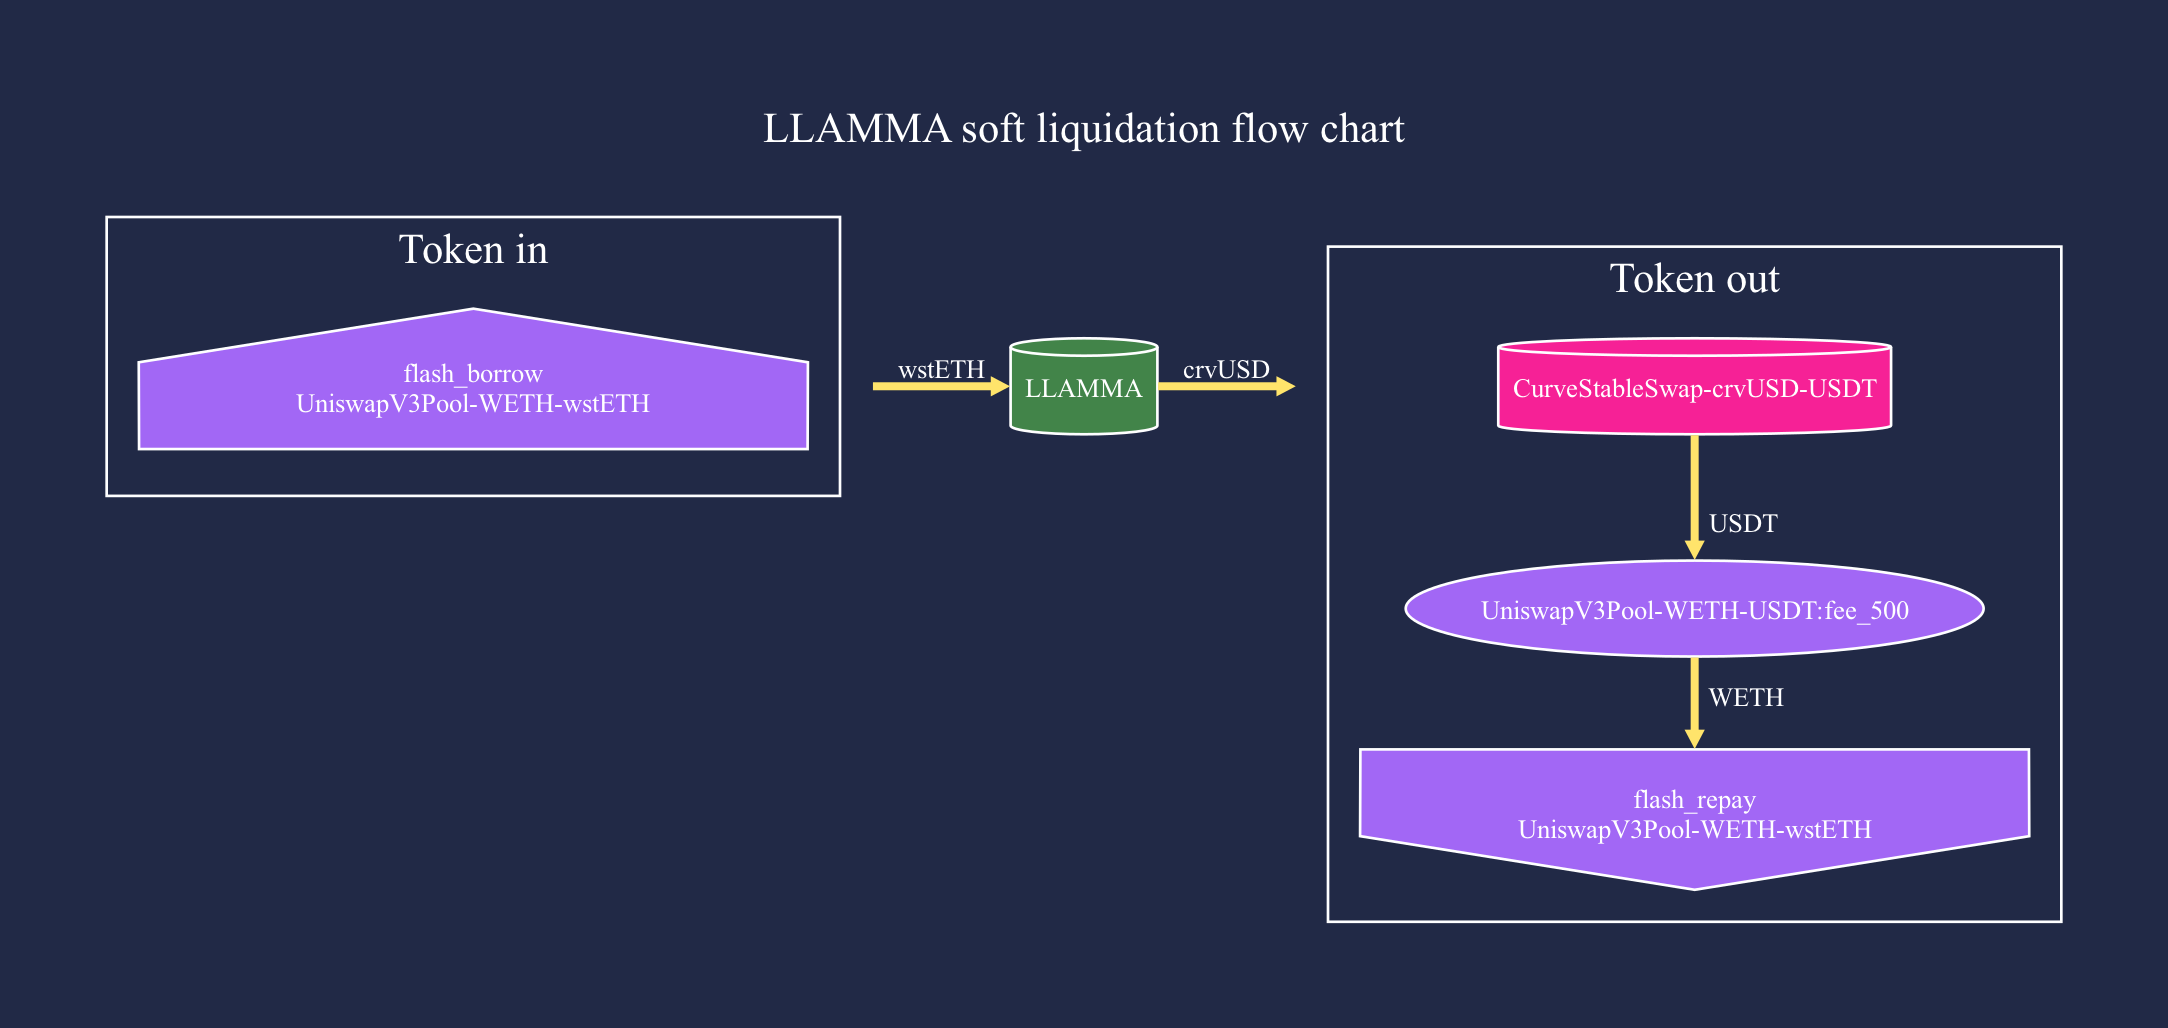 LLAMMA soft liquidation flow chart
Token in
flash_borrow
UniswapV3Pool-WETH-wstETH
wstETH
LLAMMA
crvUSD
Token out
CurveStableSwap-crvUSD-USDT
USDT
UniswapV3Pool-WETH-USDT:fee_500
WETH
flash_repay
UniswapV3Pool-WETH-wstETH